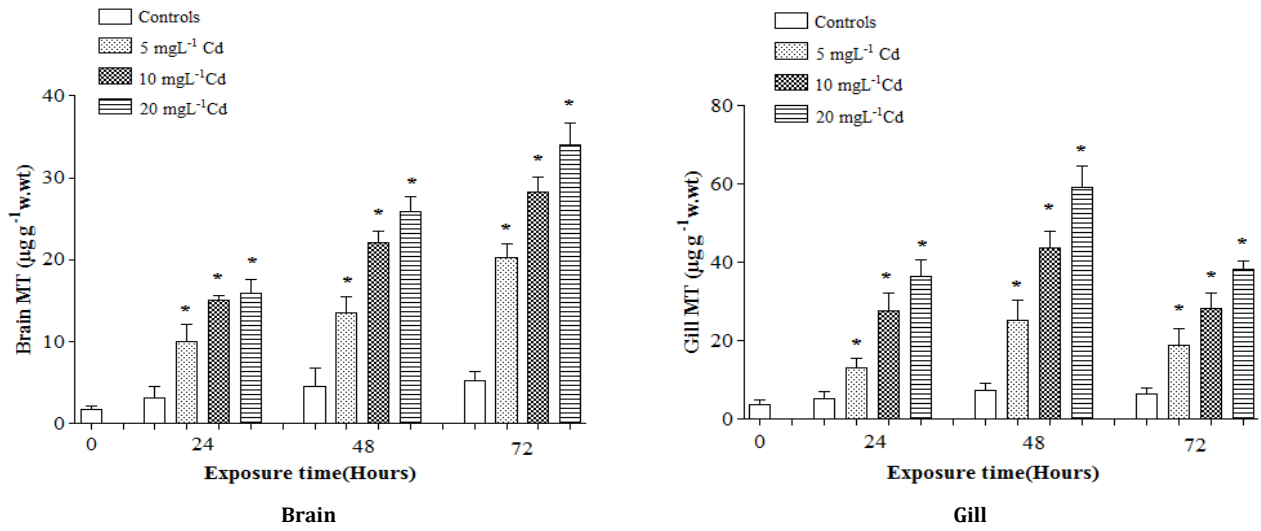 Controls
5 mgL⁻¹ Cd
10 mgL⁻¹Cd
20 mgL⁻¹Cd
40
30
20
10
0
Brain MT (µg g⁻¹w.wt)
* * *
* * *
* * *
0 24 48 72
Exposure time(Hours)
Brain
Controls
5 mgL⁻¹ Cd
10 mgL⁻¹Cd
20 mgL⁻¹Cd
80
60
40
20
0
Gill MT (µg g⁻¹w.wt)
* * *
* * *
* * *
0 24 48 72
Exposure time(Hours)
Gill